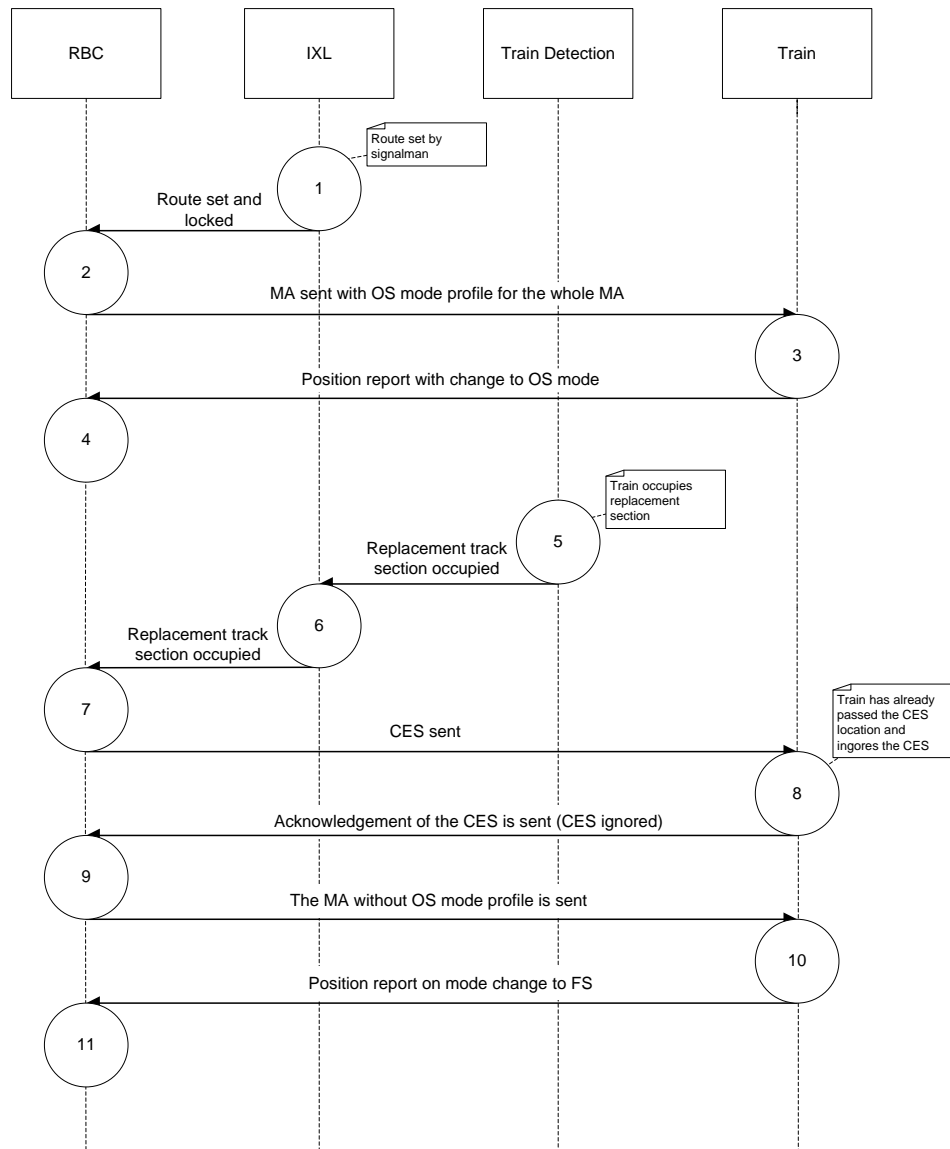 RBC
IXL
Train Detection
Train
Route set by
signalman
1
Route set and
locked
2
MA sent with OS mode profile for the whole MA
3
Position report with change to OS mode
4
Train occupies
replacement
section
5
Replacement track
section occupied
6
Replacement track
section occupied
7
Train has already
passed the CES
location and
ingores the CES
CES sent
8
Acknowledgement of the CES is sent (CES ignored)
9
The MA without OS mode profile is sent
10
Position report on mode change to FS
11